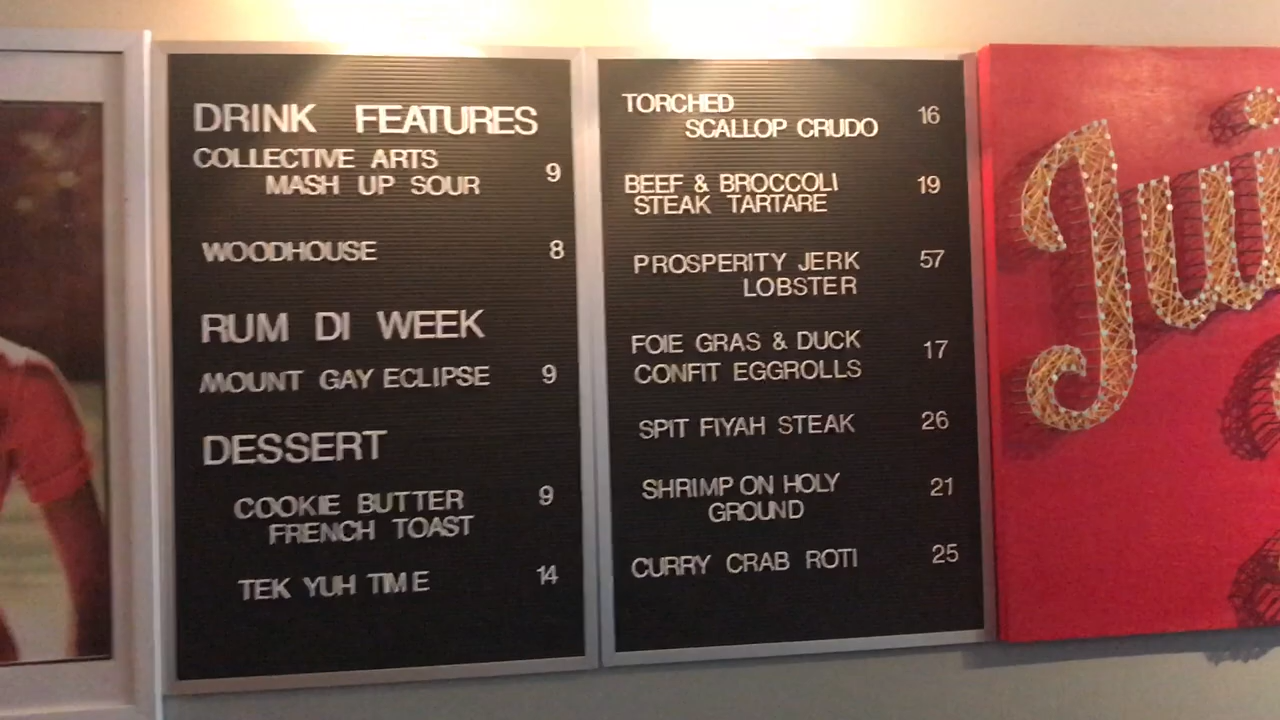 DRINK FEATURES
COLLECTIVE ARTS
MASH UP SOUR 9
WOODHOUSE 8
RUM DI WEEK
MOUNT GAY ECLIPSE 9
DESSERT
COOKIE BUTTER 9
FRENCH TOAST
TEK YUH TIME 14
TORCHED
SCALLOP CRUDO 16
BEEF & BROCCOLI 19
STEAK TARTARE
PROSPERITY JERK 57
LOBSTER
FOIE GRAS & DUCK 17
CONFIT EGGROLLS
SPIT FIYAH STEAK 26
SHRIMP ON HOLY 21
GROUND
CURRY CRAB ROTI 25